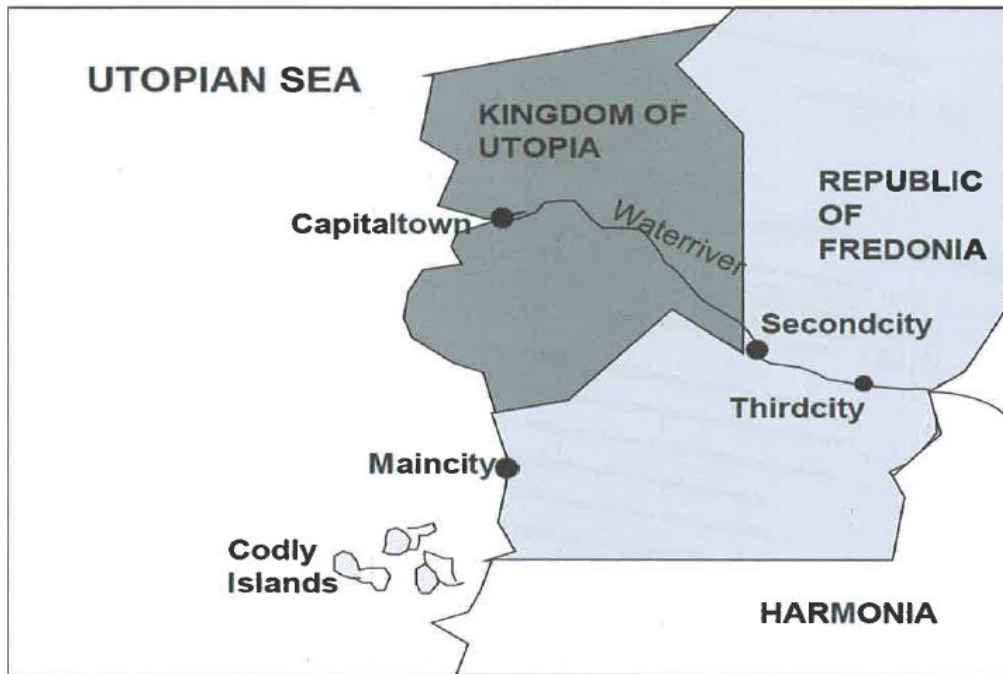 UTOPIAN SEA
KINGDOM OF
UTOPIA
REPUBLIC
OF
FREDONIA
Capitaltown
Waterriver
Secondcity
Thirdcity
Maincity
Codly
Islands
HARMONIA